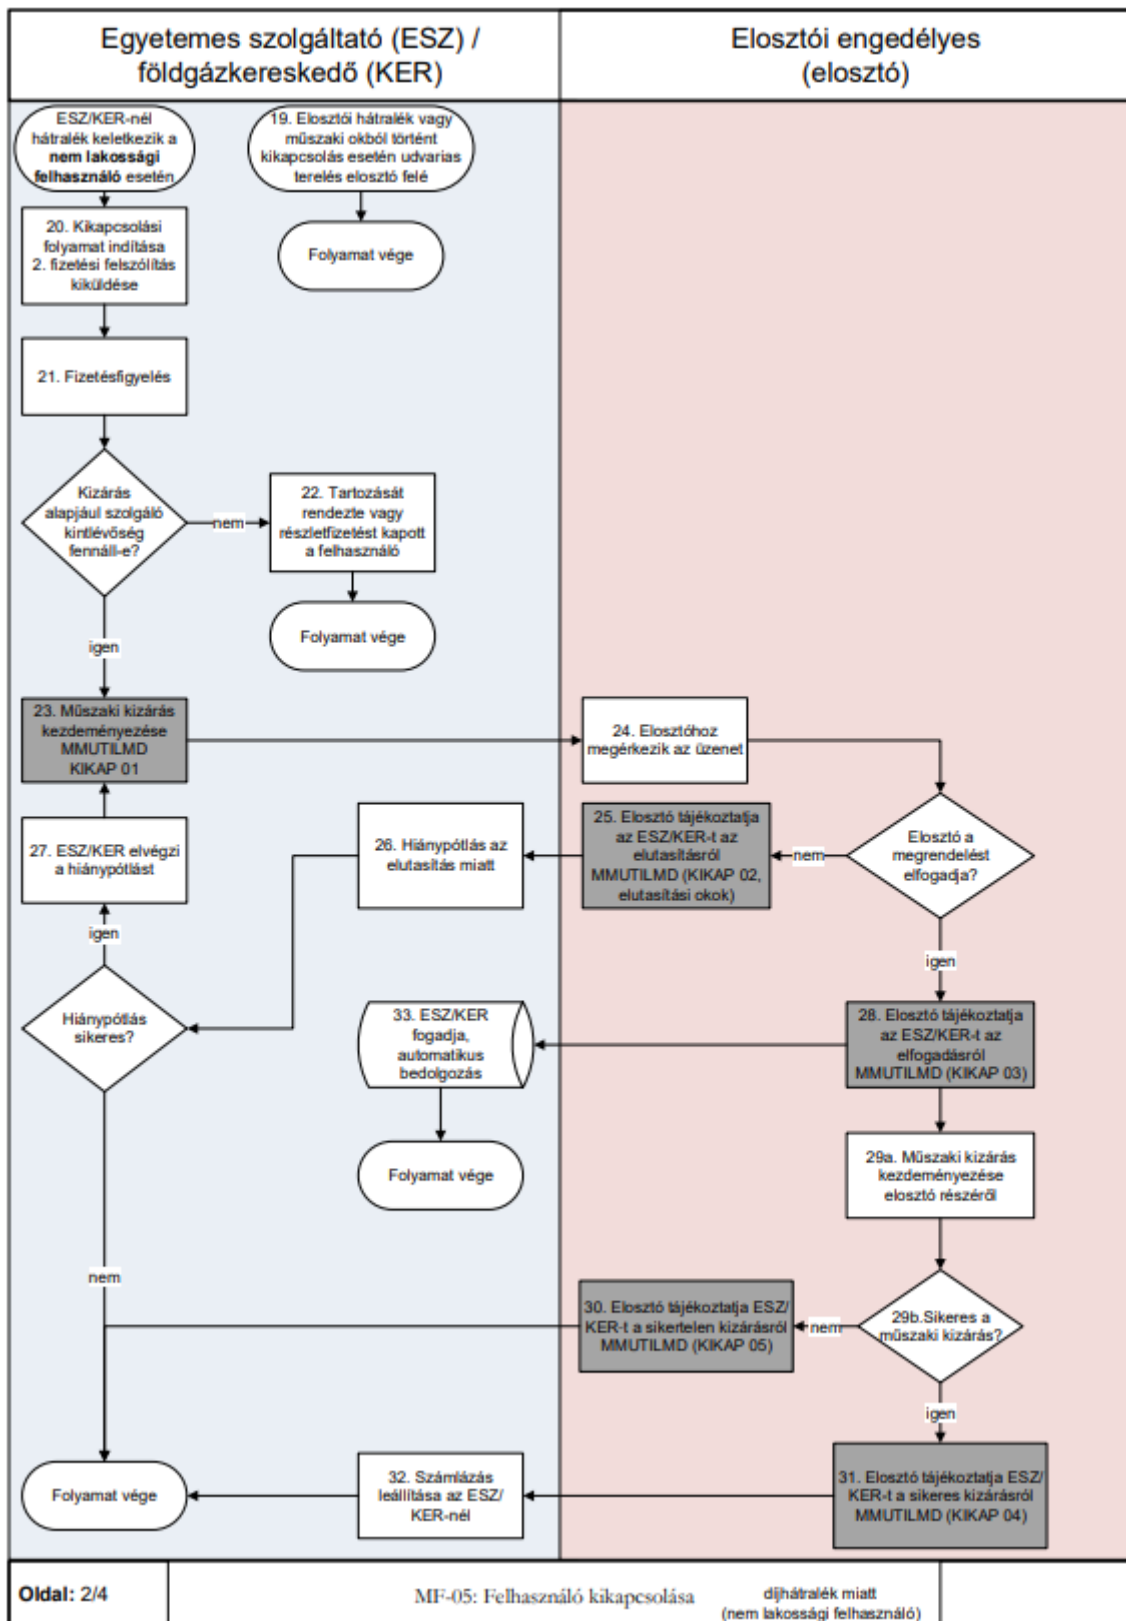 Egyetemes szolgáltató (ESZ) /
földgázkereskedő (KER)
Elosztói engedélyes
(elosztó)
ESZ/KER-nél
hátralék keletkezik a
nem lakossági
felhasználó esetén
19. Elosztói hátralék vagy
műszaki okból történt
kikapcsolás esetén udvarias
terelés elosztó felé
20. Kikapcsolási
folyamat indítása
2. fizetési felszólítás
kiküldése
Folyamat vége
21. Fizetésfigyelés
Kizárás
alapjául szolgáló
kintlévőség
fennáll-e?
nem
22. Tartozását
rendezte vagy
részletfizetést kapott
a felhasználó
Folyamat vége
igen
23. Műszaki kizárás
kezdeményezése
MMUTILMD
KIKAP 01
24. Elosztóhoz
megérkezik az üzenet
Elosztó a
megrendelést
elfogadja?
nem
25. Elosztó tájékoztatja
az ESZ/KER-t az
elutasításról
MMUTILMD (KIKAP 02,
elutasítási okok)
26. Hiánypótlás az
elutasítás miatt
27. ESZ/KER elvégzi
a hiánypótlást
igen
Hiánypótlás
sikeres?
igen
28. Elosztó tájékoztatja
az ESZ/KER-t az
elfogadásról
MMUTILMD (KIKAP 03)
33. ESZ/KER
fogadja,
automatikus
bedolgozás
Folyamat vége
29a. Műszaki kizárás
kezdeményezése
elosztó részéről
nem
29b.Sikeres a
műszaki kizárás?
nem
30. Elosztó tájékoztatja ESZ/
KER-t a sikertelen kizárásról
MMUTILMD (KIKAP 05)
igen
31. Elosztó tájékoztatja ESZ/
KER-t a sikeres kizárásról
MMUTILMD (KIKAP 04)
32. Számlázás
leállítása az ESZ/
KER-nél
Folyamat vége
Oldal: 2/4
MF-05: Felhasználó kikapcsolása
díjhátralék miatt
(nem lakossági felhasználó)